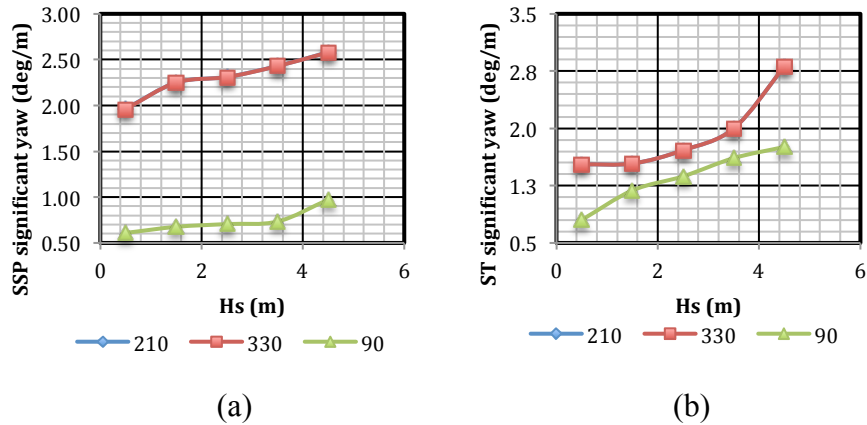 SSP significant yaw (deg/m)
3.00
2.50
2.00
1.50
1.00
0.50
0 2 4 6
Hs (m)
210 330 90
(a)
ST significant yaw (deg/m)
3.5
2.8
2.0
1.3
0.5
0 2 4 6
Hs (m)
210 330 90
(b)